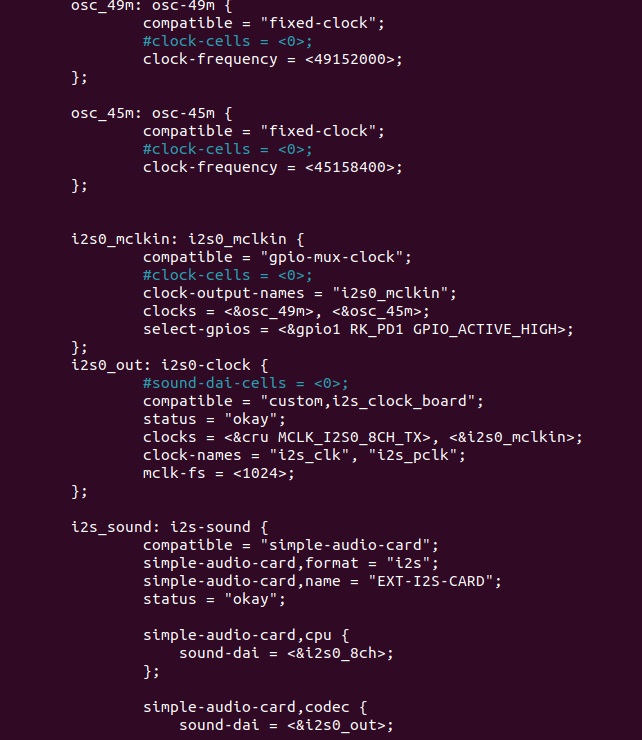 osc_49m: osc-49m {
compatible = "fixed-clock";
#clock-cells = <0>;
clock-frequency = <49152000>;
};
osc_45m: osc-45m {
compatible = "fixed-clock";
#clock-cells = <0>;
clock-frequency = <45158400>;
};
i2s0_mclkin: i2s0_mclkin {
compatible = "gpio-mux-clock";
#clock-cells = <0>;
clock-output-names = "i2s0_mclkin";
clocks = <&osc_49m>, <&osc_45m>;
select-gpios = <&gpio1 RK_PD1 GPIO_ACTIVE_HIGH>;
};
i2s0_out: i2s0-clock {
#sound-dai-cells = <0>;
compatible = "custom,i2s_clock_board";
status = "okay";
clocks = <&cru MCLK_I2S0_8CH_TX>, <&i2s0_mclkin>;
clock-names = "i2s_clk", "i2s_pclk";
mclk-fs = <1024>;
};
i2s_sound: i2s-sound {
compatible = "simple-audio-card";
simple-audio-card,format = "i2s";
simple-audio-card,name = "EXT-I2S-CARD";
status = "okay";
simple-audio-card,cpu {
sound-dai = <&i2s0_8ch>;
};
simple-audio-card,codec {
sound-dai = <&i2s0_out>;